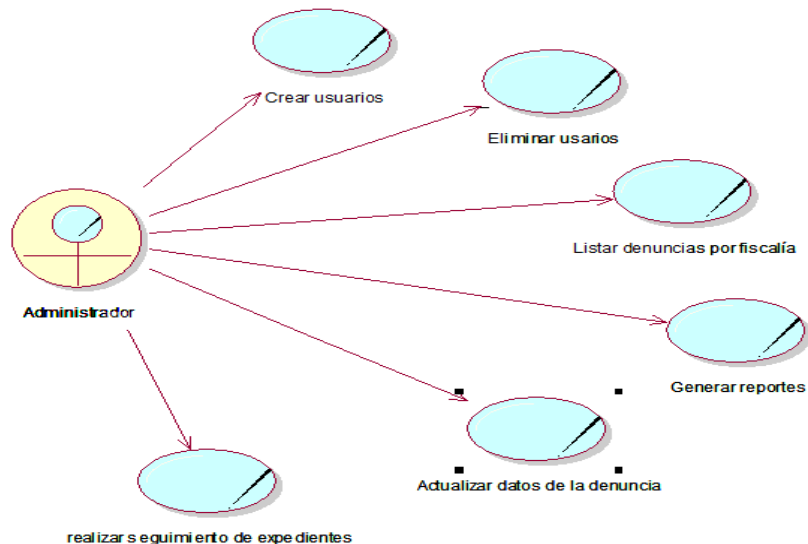 Crear usuarios
Eliminar usarios
Listar denuncias por fiscalía
Administrador
Generar reportes
Actualizar datos de la denuncia
realizar seguimiento de expedientes